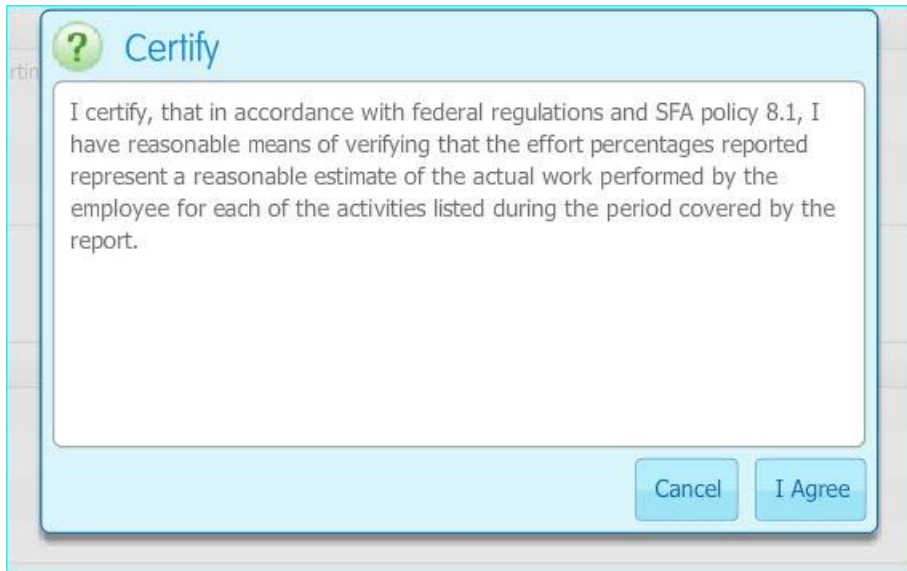 Certify
rtin
I certify, that in accordance with federal regulations and SFA policy 8.1, I
have reasonable means of verifying that the effort percentages reported
represent a reasonable estimate of the actual work performed by the
employee for each of the activities listed during the period covered by the
report.
Cancel
I Agree